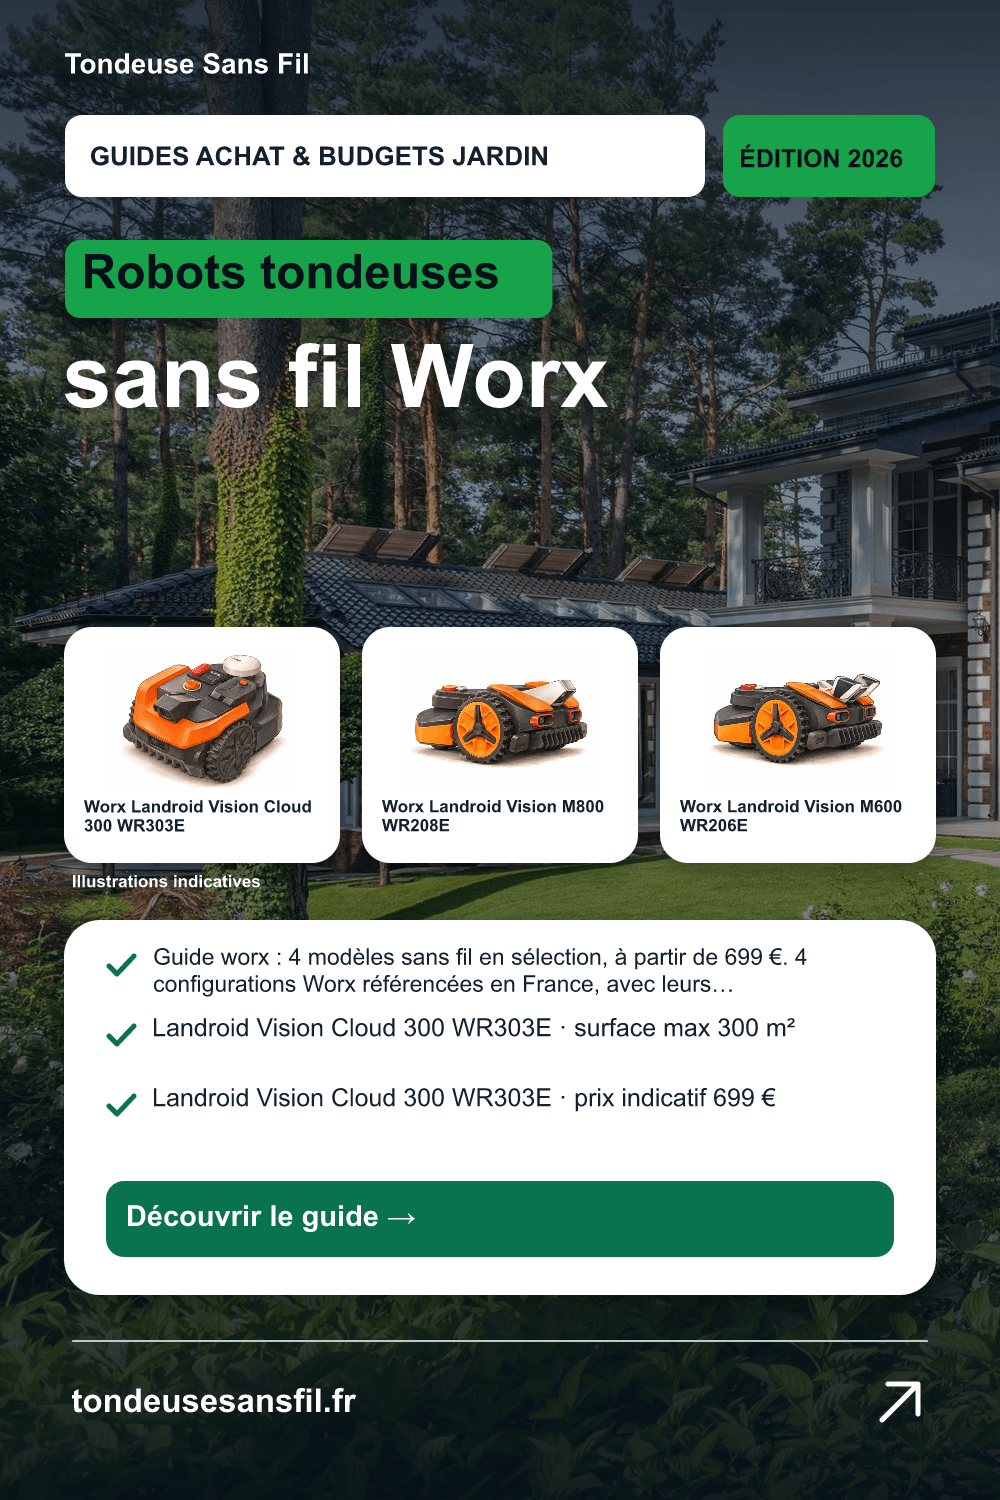 Tondeuse Sans Fil
GUIDES ACHAT & BUDGETS JARDIN
ÉDITION 2026
Robots tondeuses
sans fil Worx
Worx Landroid Vision Cloud
300 WR303E
Worx Landroid Vision M800
WR208E
Worx Landroid Vision M600
WR206E
Illustrations indicatives
Guide worx : 4 modèles sans fil en sélection, à partir de 699 €. 4
configurations Worx référencées en France, avec leurs…
Landroid Vision Cloud 300 WR303E · surface max 300 m²
Landroid Vision Cloud 300 WR303E · prix indicatif 699 €
Découvrir le guide →
tondeusesansfil.fr